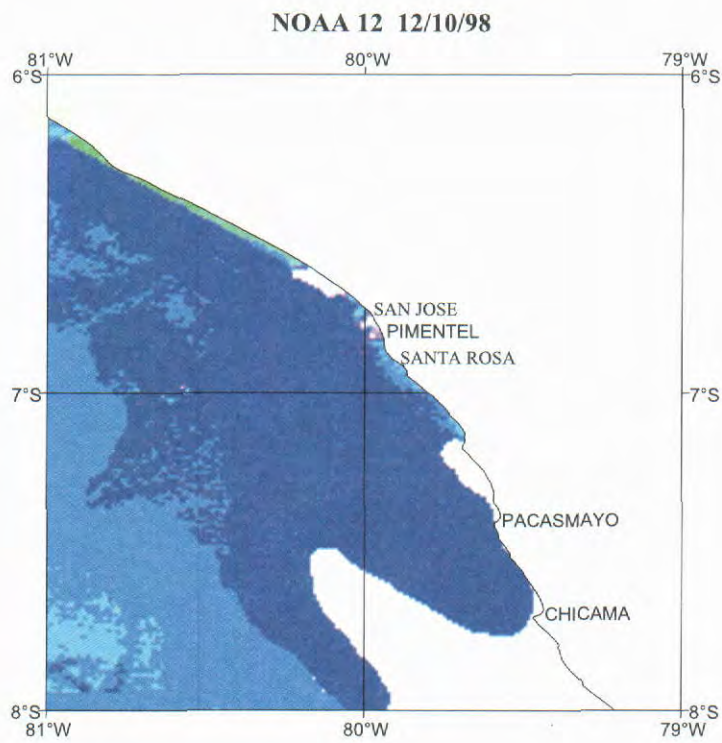 NOAA 12 12/10/98
81°W 80°W 79°W
6°S 6°S
SAN JOSE
PIMENTEL
SANTA ROSA
7°S 7°S
PACASMAYO
CHICAMA
8°S 8°S
81°W 80°W 79°W